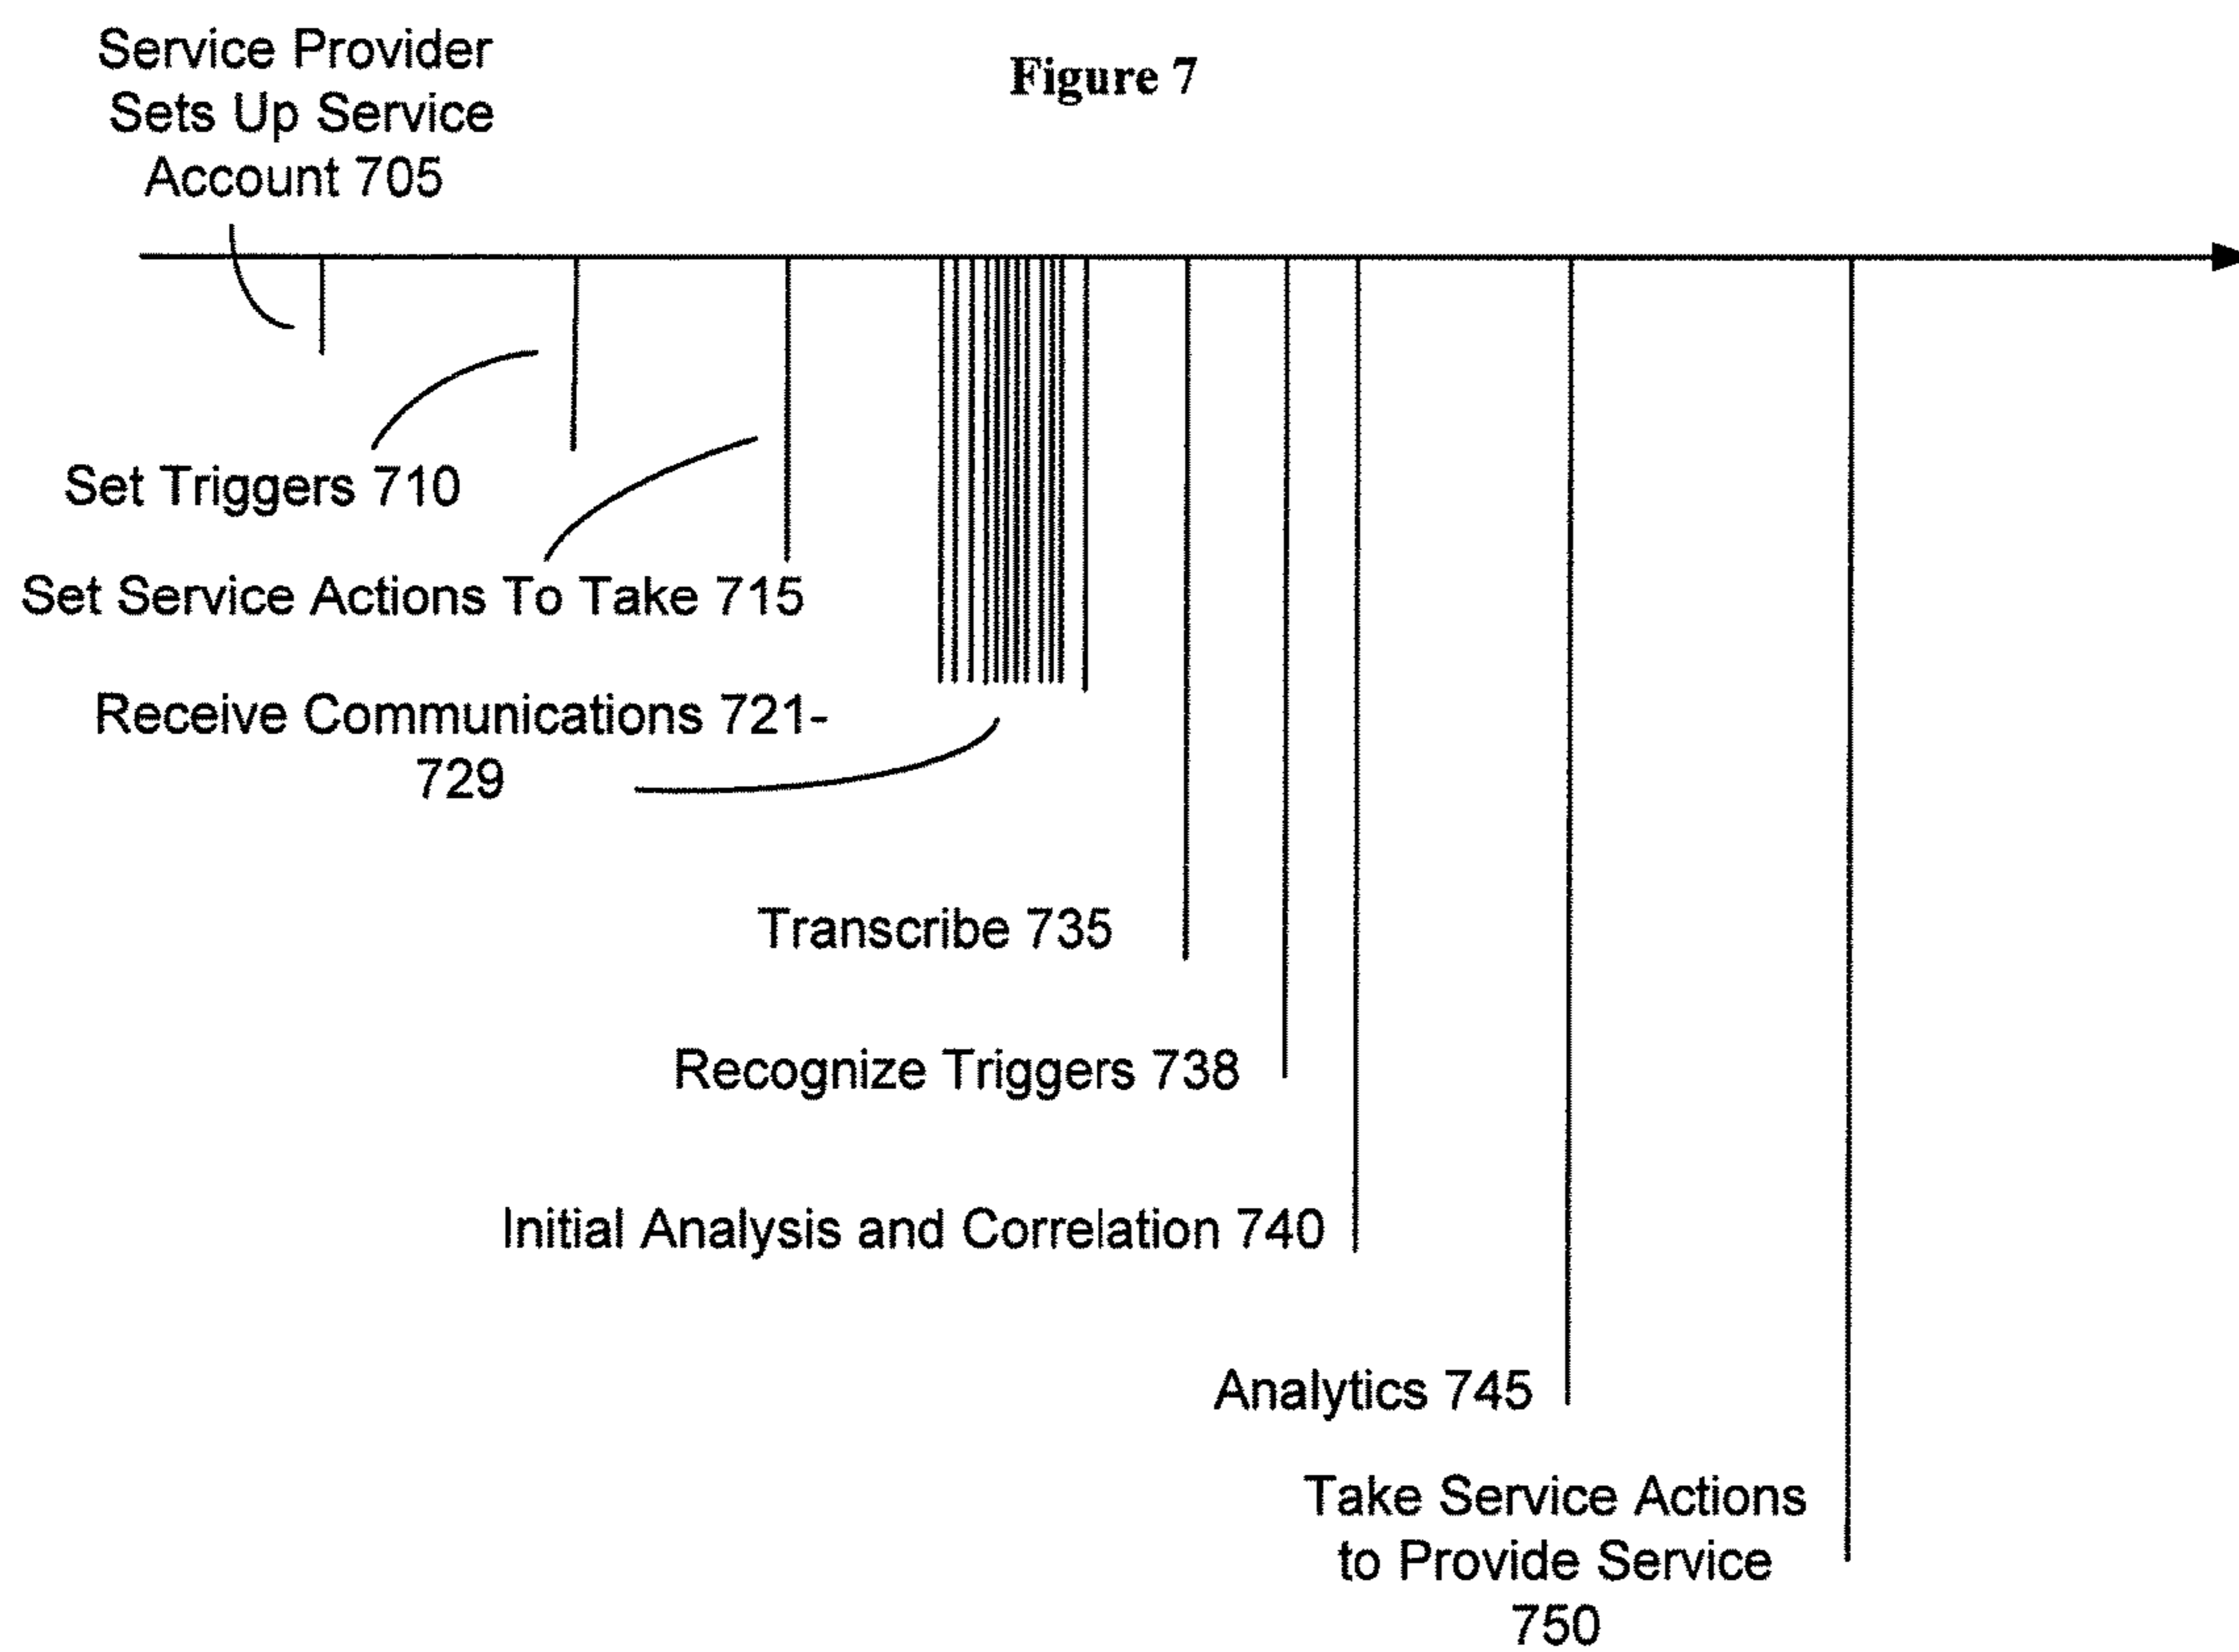 Service Provider
Sets Up Service
Account 705
Figure 7
Set Triggers 710
Set Service Actions To Take 715
Receive Communications 721-
729
Transcribe 735
Recognize Triggers 738
Initial Analysis and Correlation 740
Analytics 745
Take Service Actions
to Provide Service
750